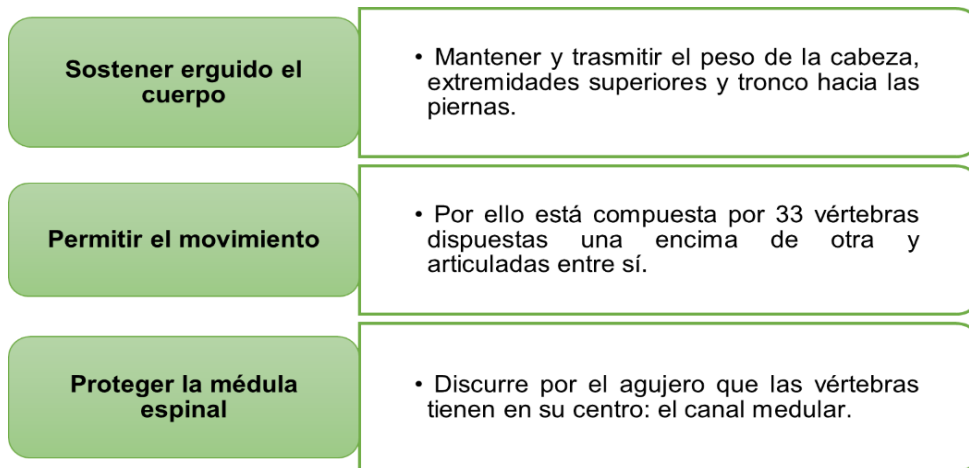 Sostener erguido el
cuerpo
• Mantener y trasmitir el peso de la cabeza,
extremidades superiores y tronco hacia las
piernas.
Permitir el movimiento
• Por ello está compuesta por 33 vértebras
dispuestas una encima de otra y
articuladas entre sí.
Proteger la médula
espinal
• Discurre por el agujero que las vértebras
tienen en su centro: el canal medular.